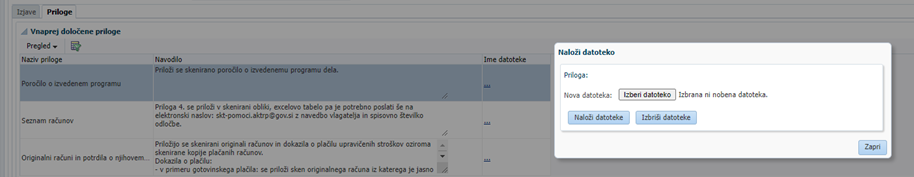 Izjave Priloge
Vnaprej določene priloge
Pregled
Naziv priloge Navodilo Ime datoteke
Poročilo o izvedenem programu
Priloži se skenirano poročilo o izvedenemu programu dela.
...
Seznam računov
Priloga 4. se priloži v skenirani obliki, excelovo tabelo pa je potrebno poslati še na
elektronski naslov: skt-pomoci.aktrp@gov.si z navedbo vlagatelja in spisovno številko
odločbe.
...
Originalni računi in potrdila o njihovem...
Priložijo se skenirani originali računov in dokazila o plačilu upravičenih stroškov oziroma
skenirane kopije plačanih računov.
Dokazila o plačilu:
- v primeru gotovinskega plačila: se priloži sken originalnega računa iz katerega je jasno
...
Naloži datoteko
Priloga:
Nova datoteka: Izberi datoteko Izbrana ni nobena datoteka.
Naloži datoteke Izbriši datoteke
Zapri